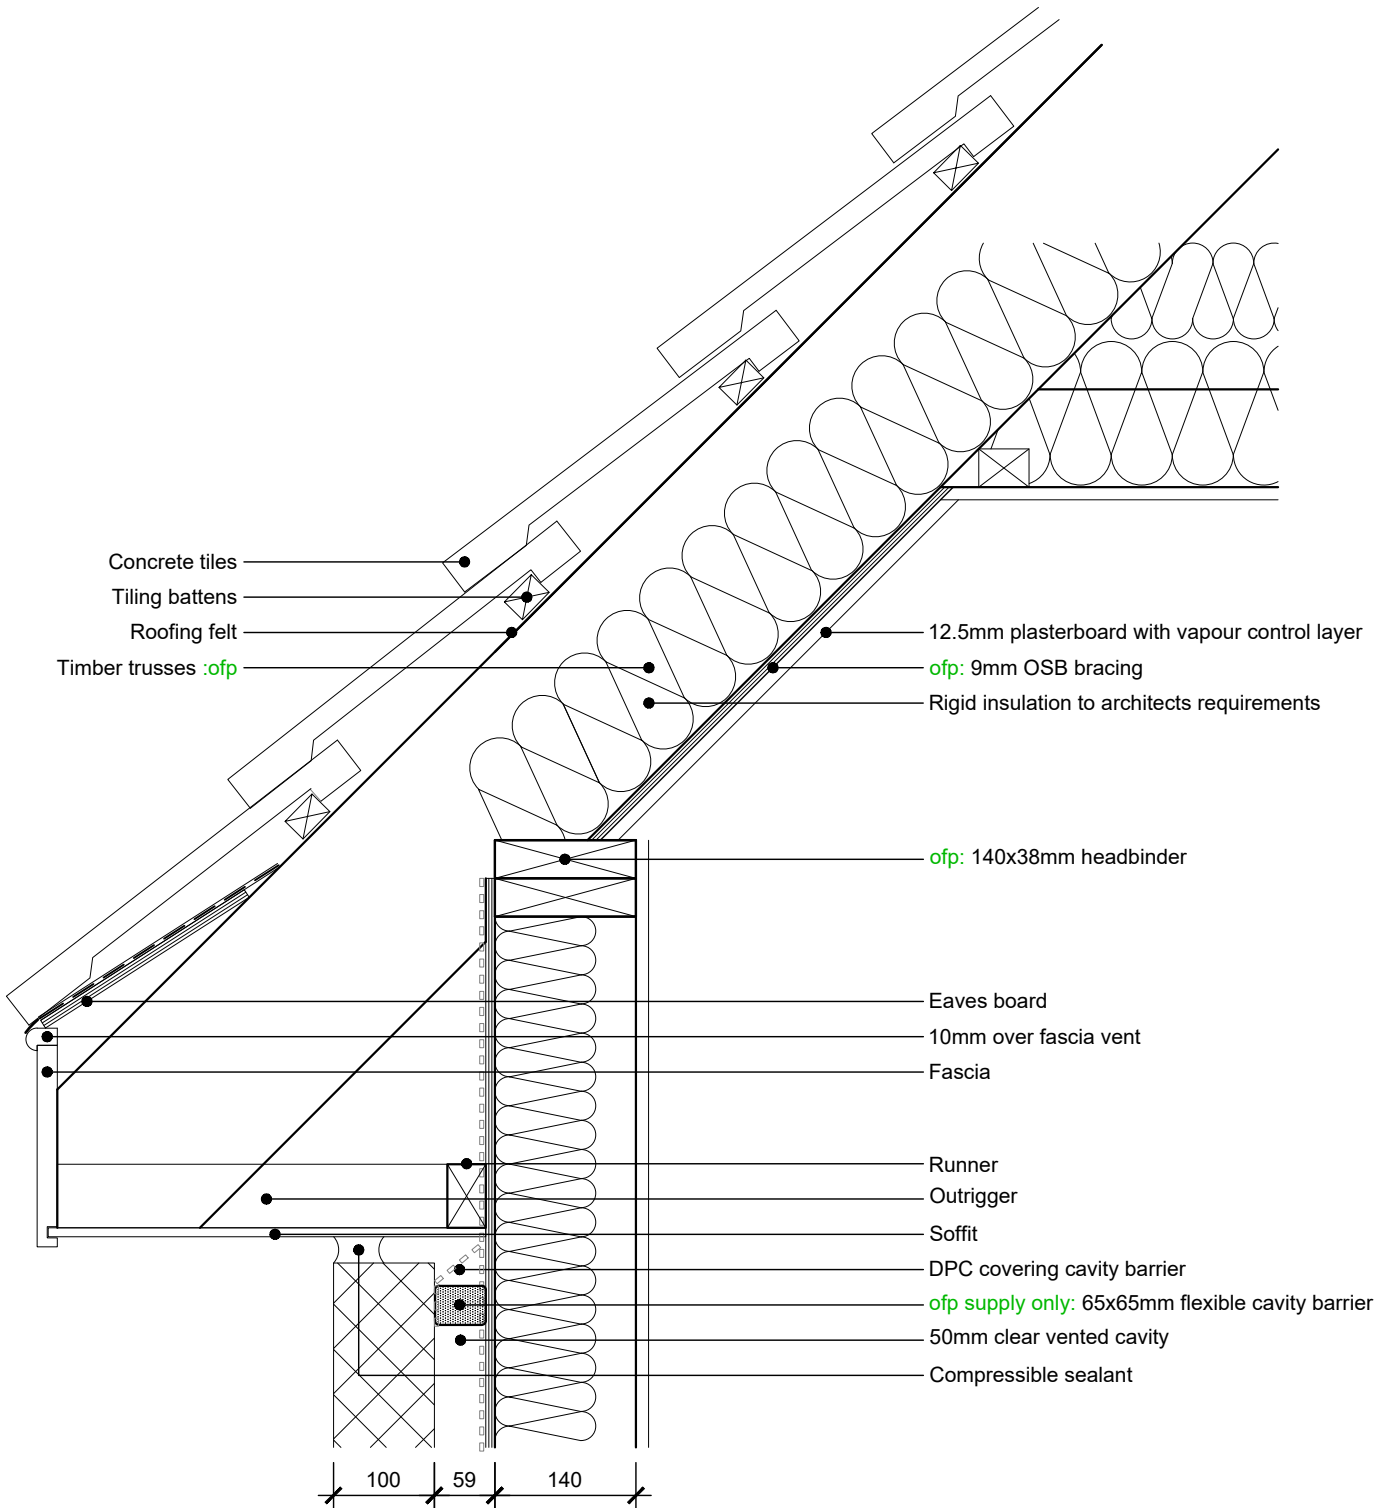 Concrete tiles
Tiling battens
Roofing felt
Timber trusses :ofp
12.5mm plasterboard with vapour control layer
ofp: 9mm OSB bracing
Rigid insulation to architects requirements
ofp: 140x38mm headbinder
Eaves board
10mm over fascia vent
Fascia
Runner
Outrigger
Soffit
DPC covering cavity barrier
ofp supply only: 65x65mm flexible cavity barrier
50mm clear vented cavity
Compressible sealant
100 59 140